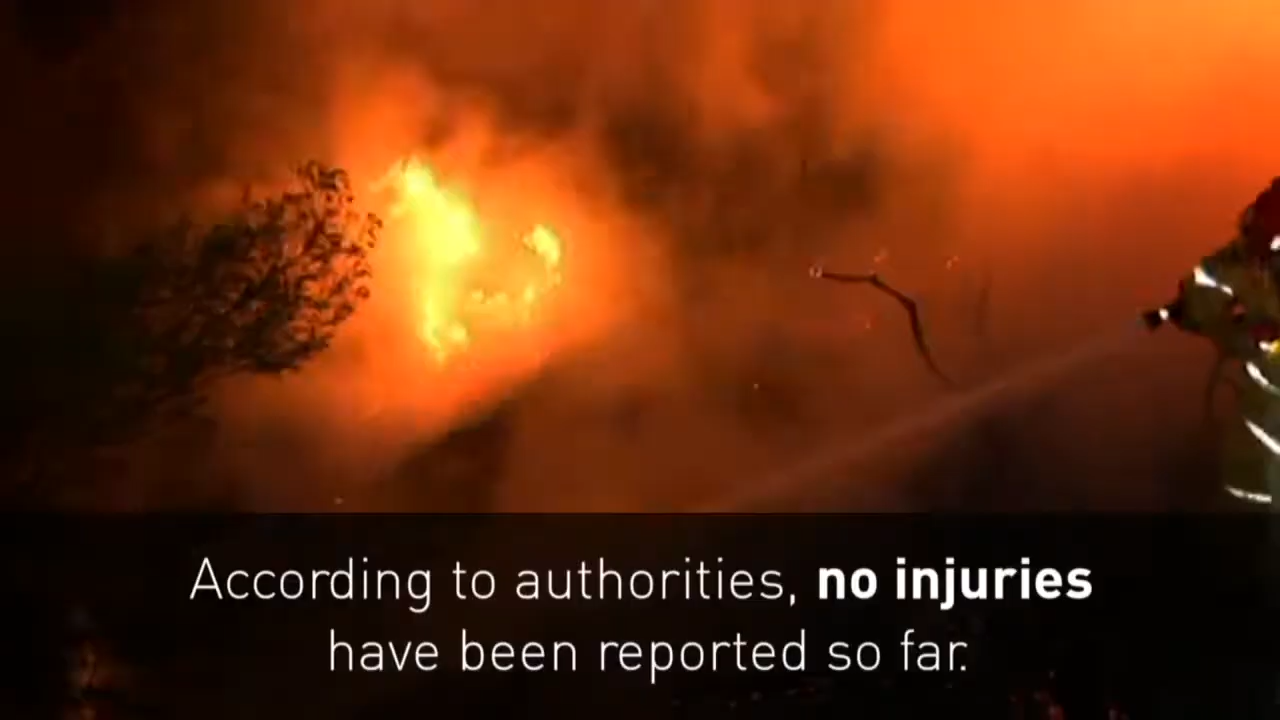 According to authorities, no injuries
have been reported so far.